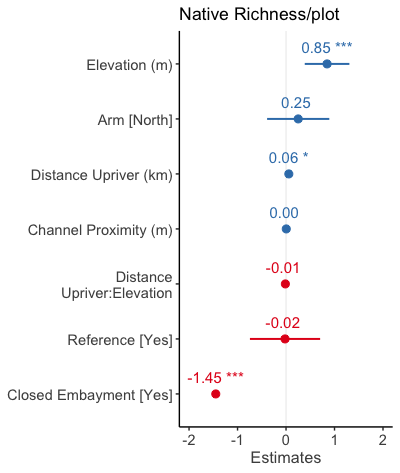 Native Richness/plot
0.85 ***
Elevation (m)
0.25
Arm [North]
0.06 *
Distance Upriver (km)
0.00
Channel Proximity (m)
-0.01
Distance
Upriver:Elevation
-0.02
Reference [Yes]
-1.45 ***
Closed Embayment [Yes]
-2 -1 0 1 2
Estimates